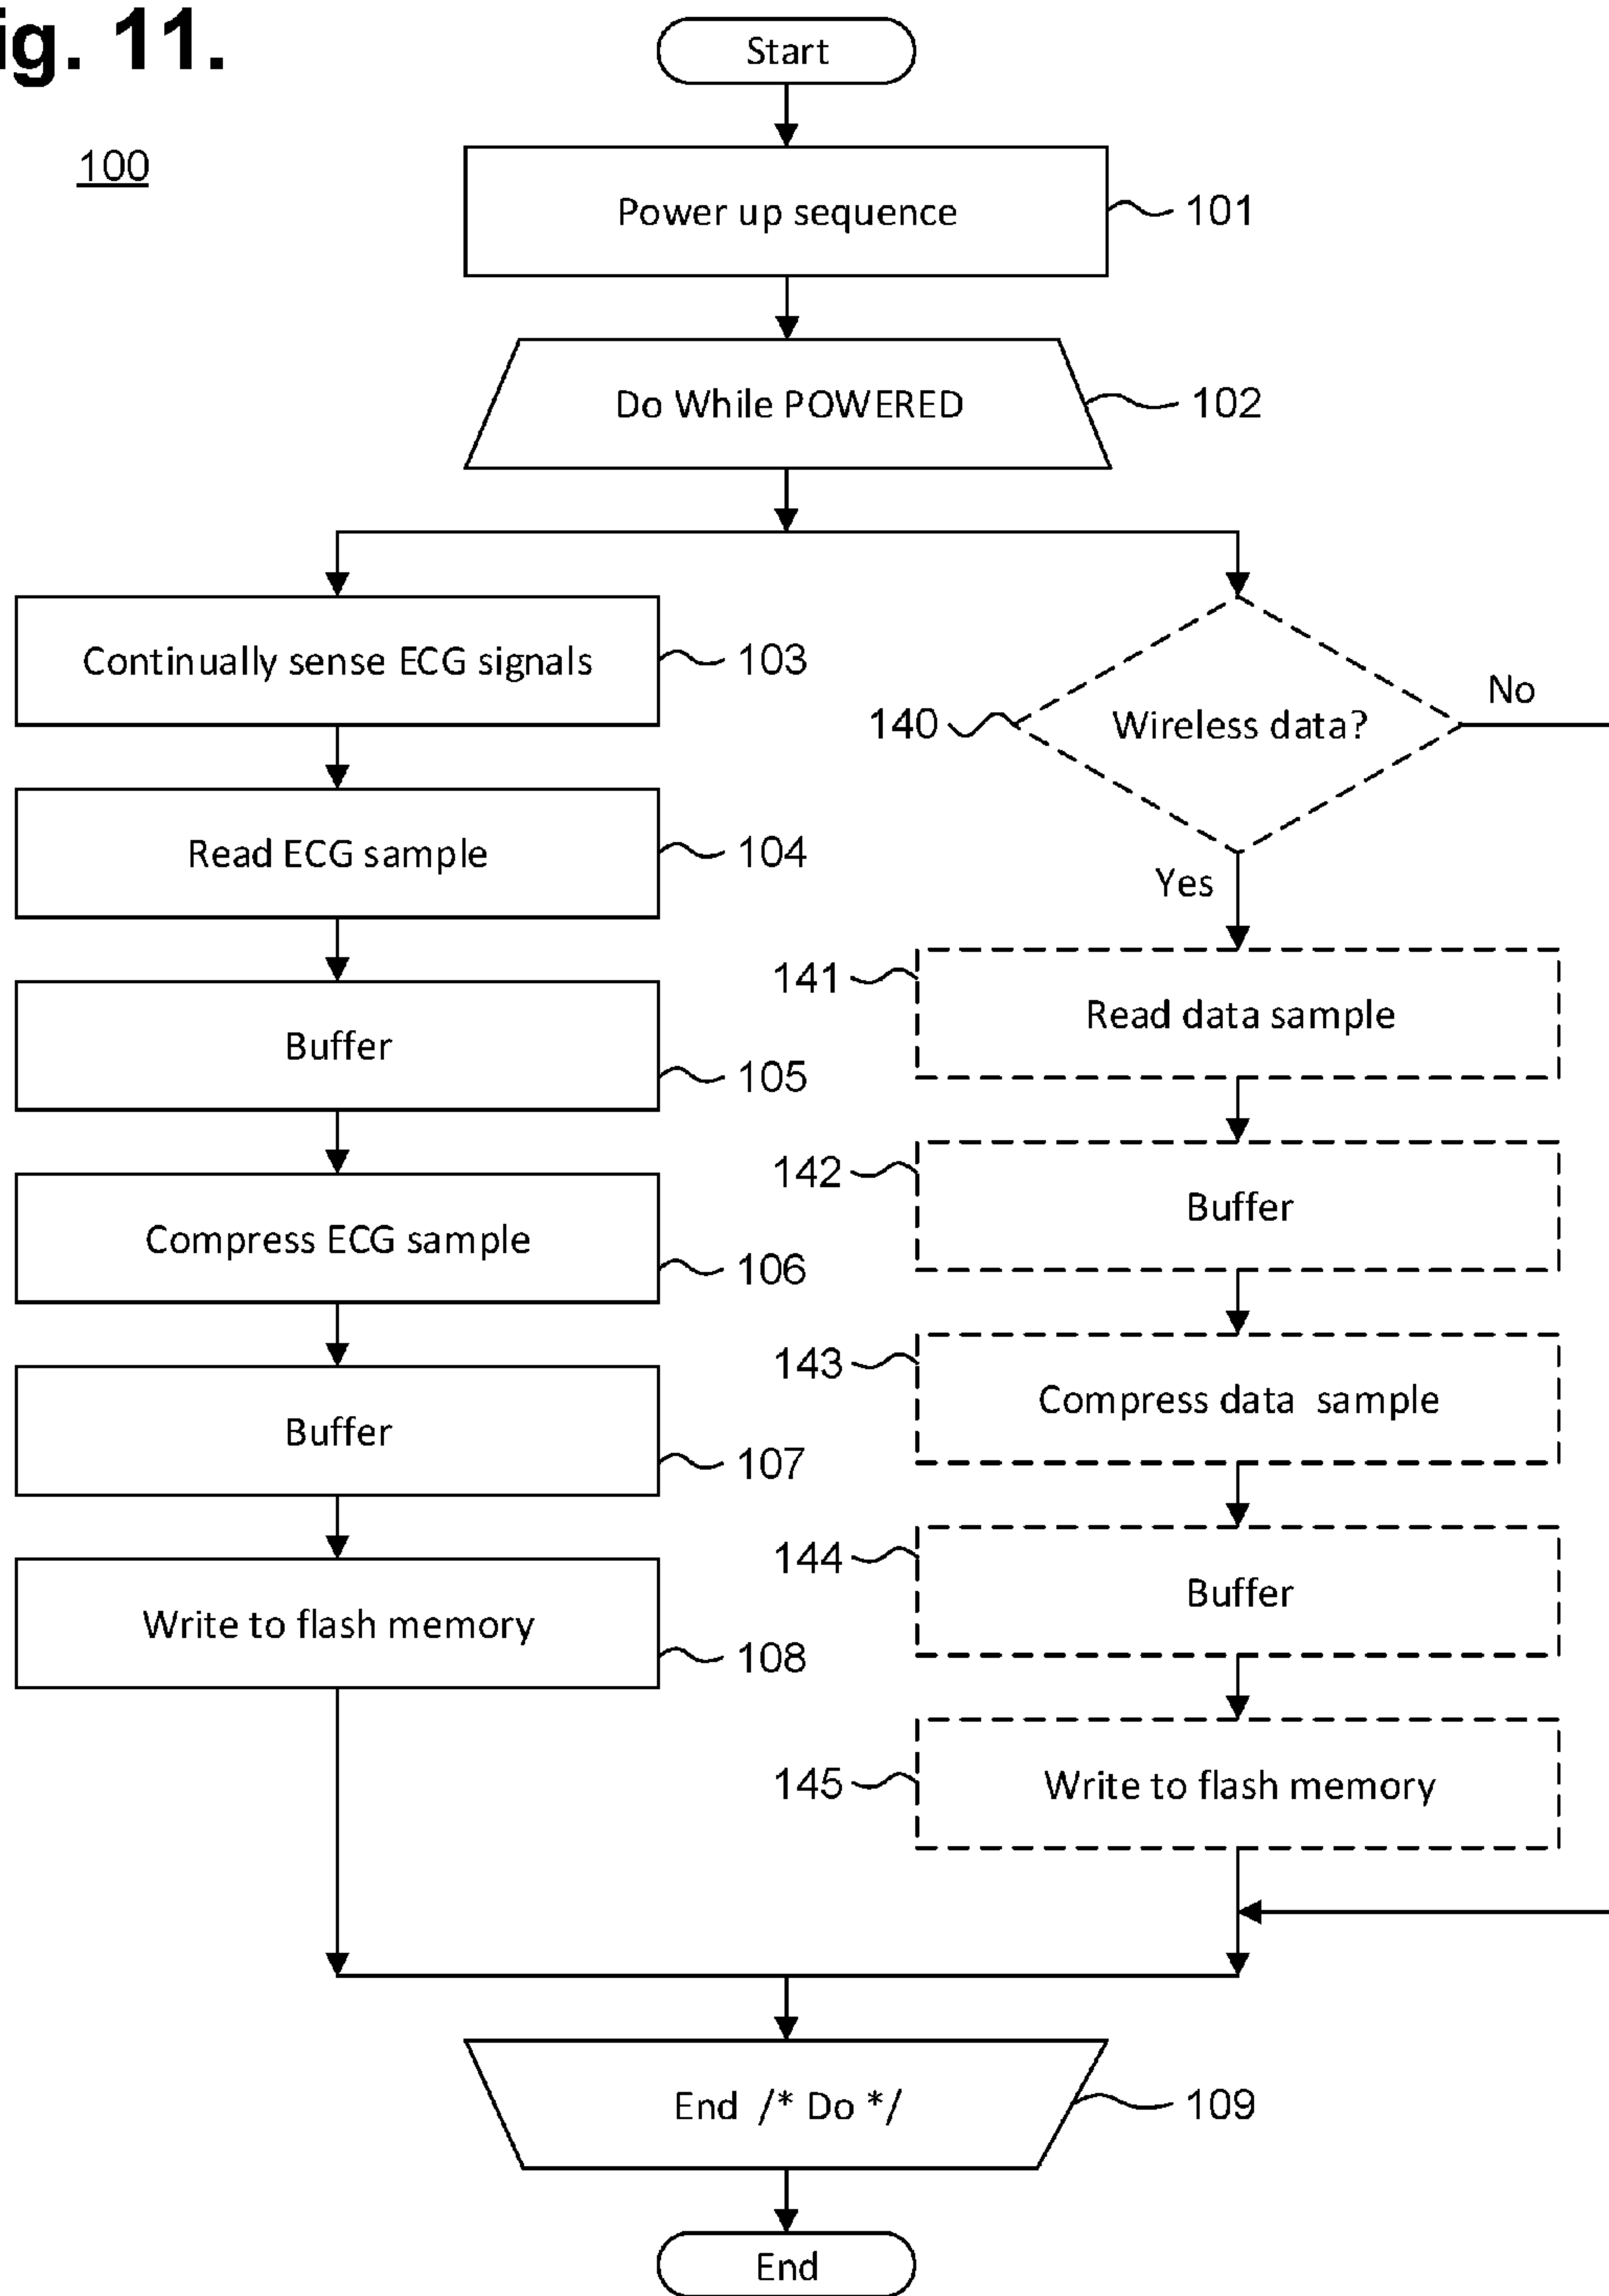 ig. 11.
100
Start
Power up sequence
101
Do While POWERED
102
Continually sense ECG signals
103
Read ECG sample
104
Buffer
105
Compress ECG sample
106
Buffer
107
Write to flash memory
108
140
Wireless data?
No
Yes
141
Read data sample
142
Buffer
143
Compress data  sample
144
Buffer
145
Write to flash memory
End /* Do */
109
End